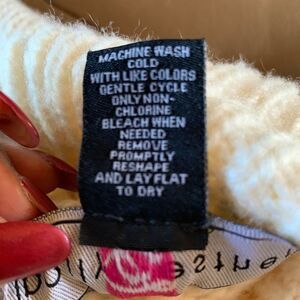 MACHINE WASH
COLD
WITH LIKE COLORS
GENTLE CYCLE
ONLY NON-
CHLORINE
BLEACH WHEN
NEEDED
REMOVE
PROMPTLY
RESHAPE
AND LAY FLAT
TO DRY